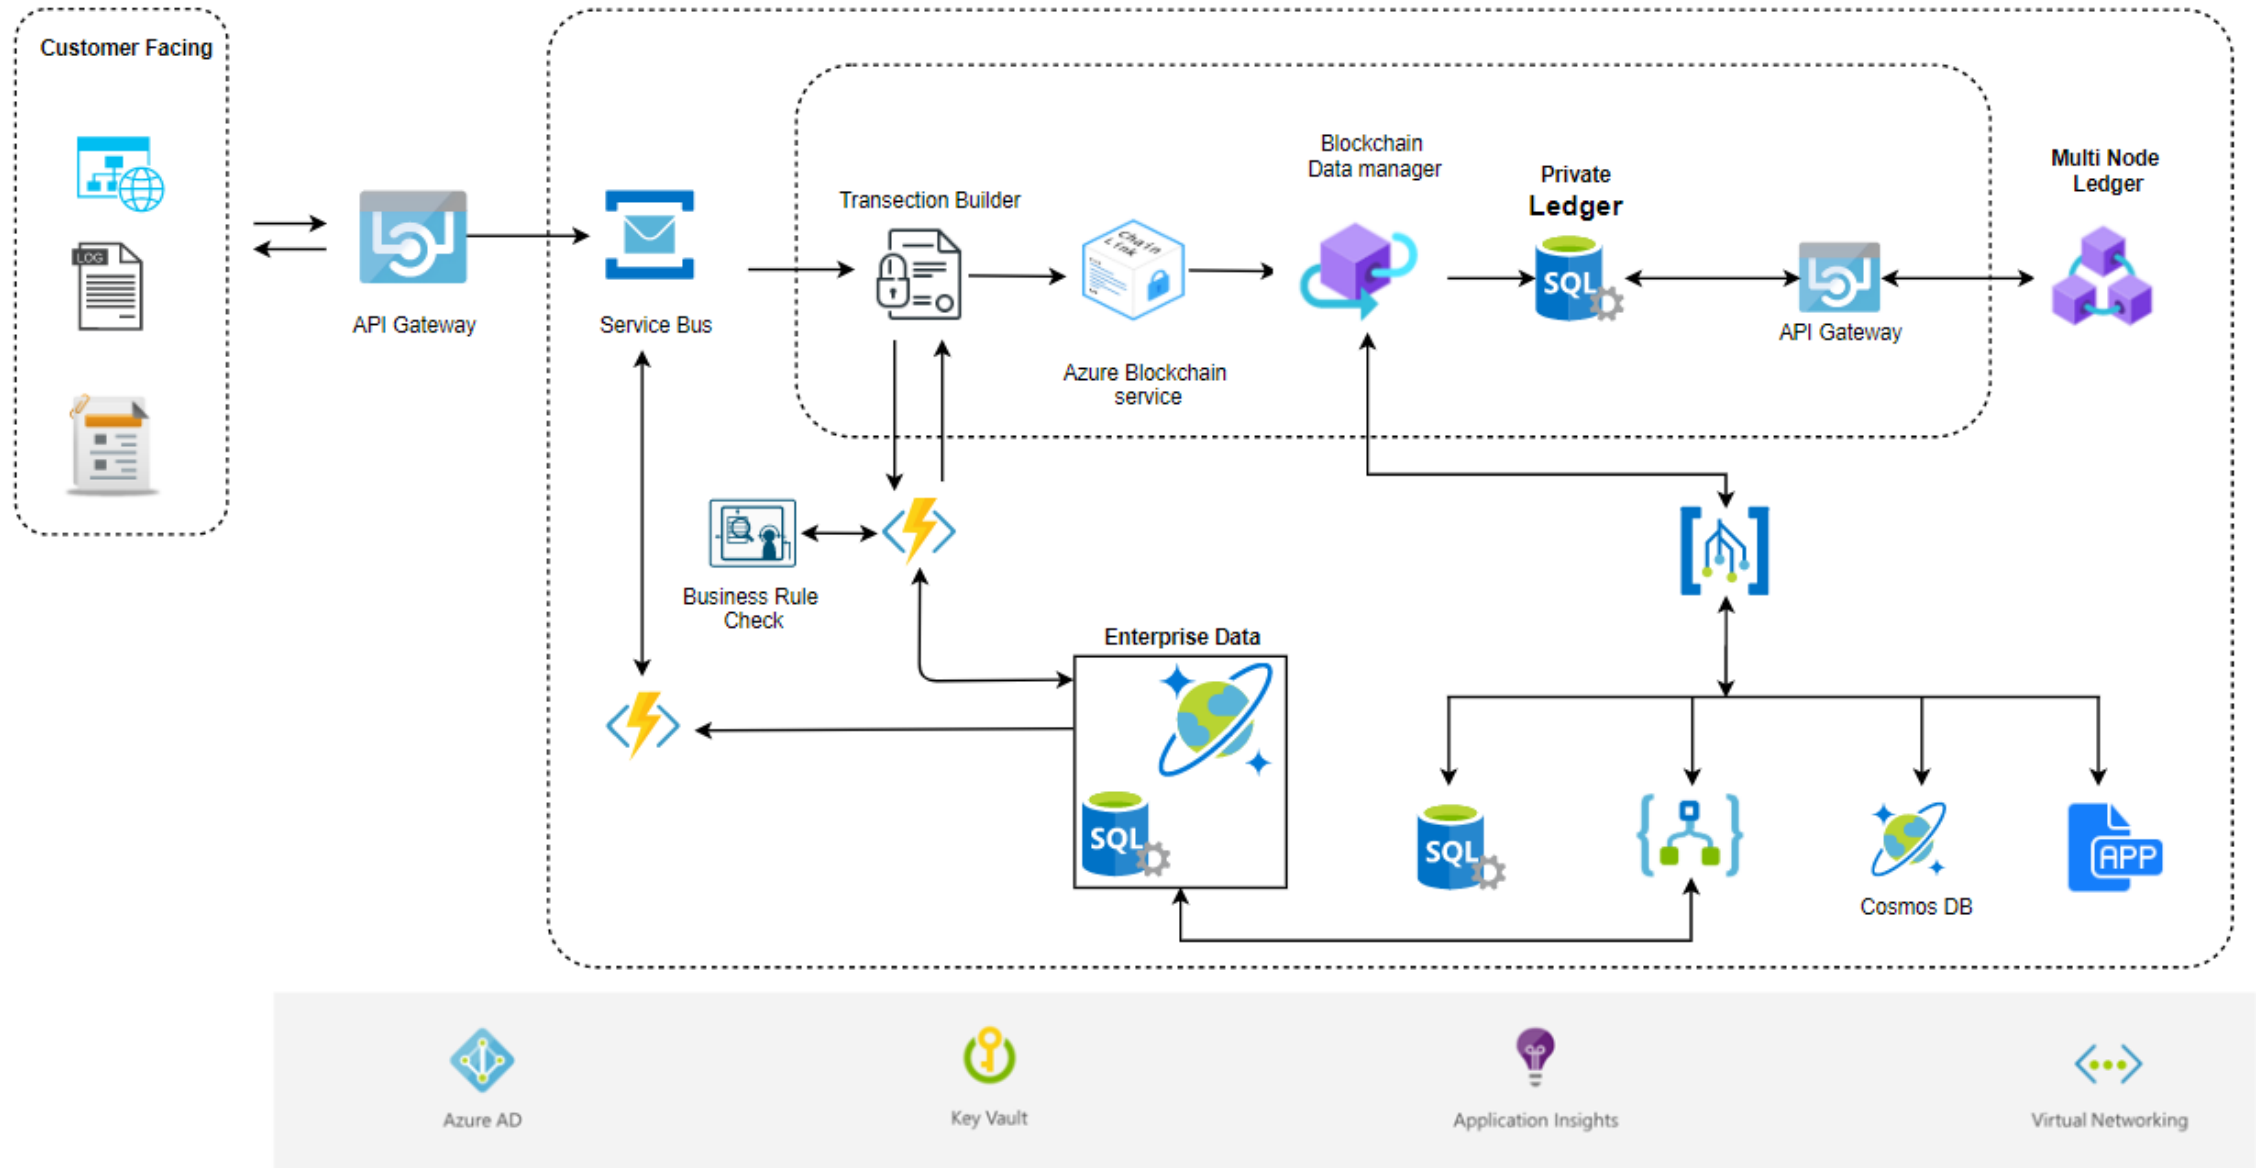 Customer Facing
LOG
API Gateway
Service Bus
Transection Builder
Chain
Link
Azure Blockchain
service
Blockchain
Data manager
Private
Ledger
SQL
API Gateway
Multi Node
Ledger
Business Rule
Check
Enterprise Data
SQL
SQL
Cosmos DB
APP
Azure AD
Key Vault
Application Insights
Virtual Networking